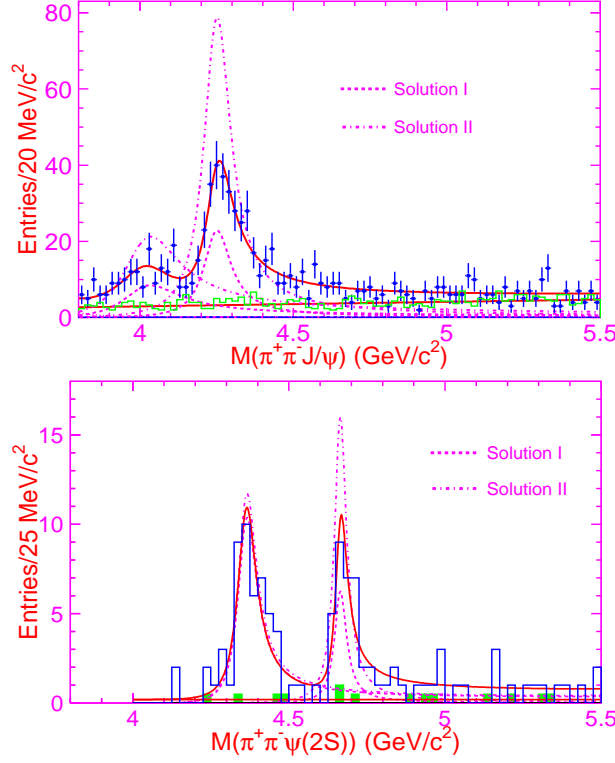 80
60
40
20
0
Entries/20 MeV/c²
Solution I
Solution II
4 4.5 5 5.5
M(π⁺π⁻J/ψ) (GeV/c²)
15
10
5
0
Entries/25 MeV/c²
Solution I
Solution II
4 4.5 5 5.5
M(π⁺π⁻ψ(2S)) (GeV/c²)